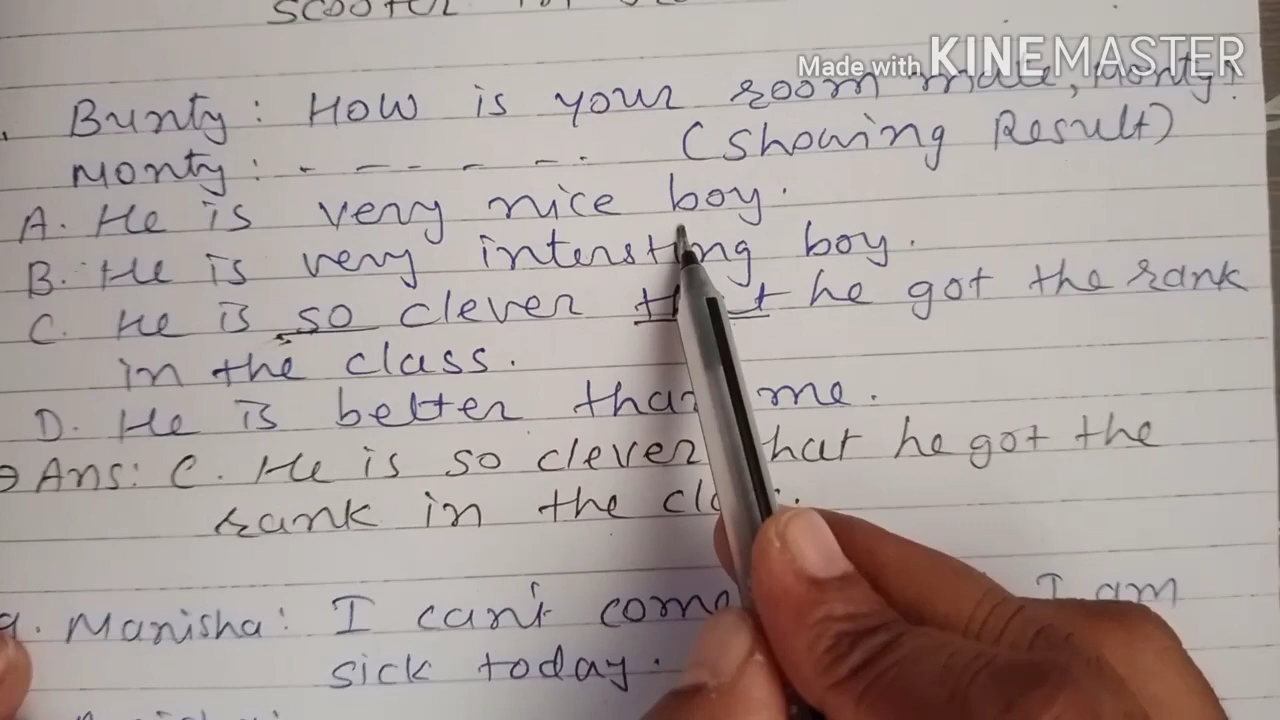 Made with KINEMASTER
Bunty: How is your room mate, Monty?
Monty: - - - - - -. (Showing Result)
A. He is very nice boy.
B. He is very intersting boy.
C. He is so clever that he got the rank
in the class.
D. He is better than me.
Ans: C. He is so clever that he got the
rank in the
9. Manisha: I can't come I am
sick today.